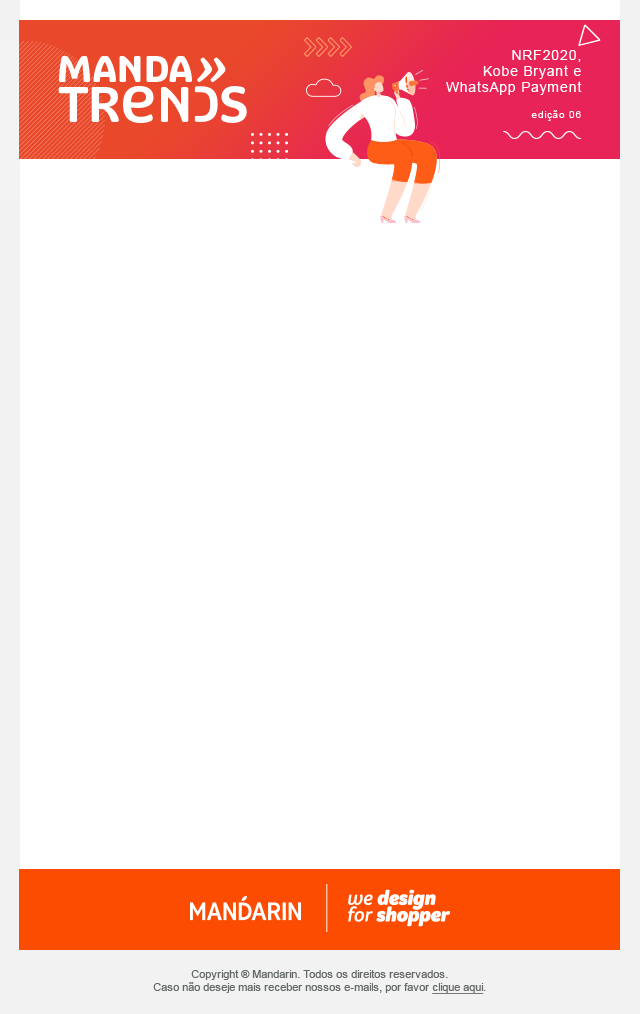 MANDA
TRENDS
NRF2020,
Kobe Bryant e
WhatsApp Payment
edição 06
MANDARIN
we design
for shopper
Copyright ® Mandarin. Todos os direitos reservados.
Caso não deseje mais receber nossos e-mails, por favor clique aqui.